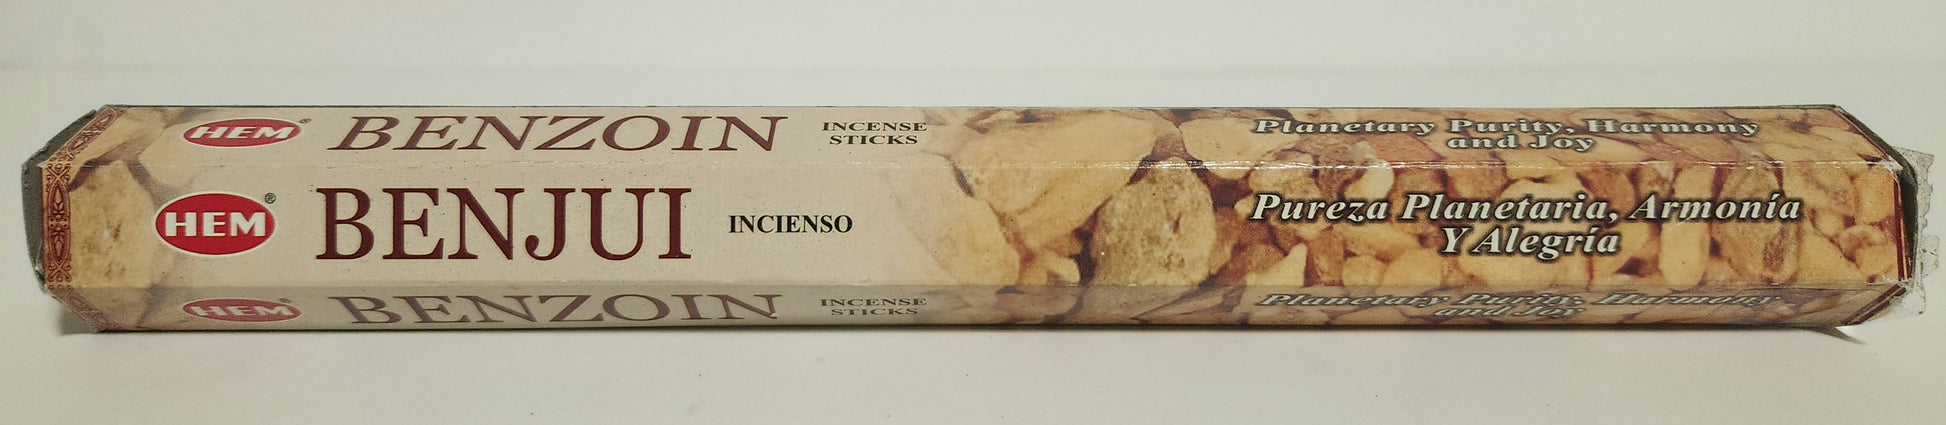 HEM® BENZOIN INCENSE STICKS
Planetary Purity, Harmony
and Joy
HEM® BENJUI INCIENSO
Pureza Planetaria, Armonía
Y Alegría
HEM® BENZOIN INCENSE STICKS
Planetary Purity, Harmony
and Joy